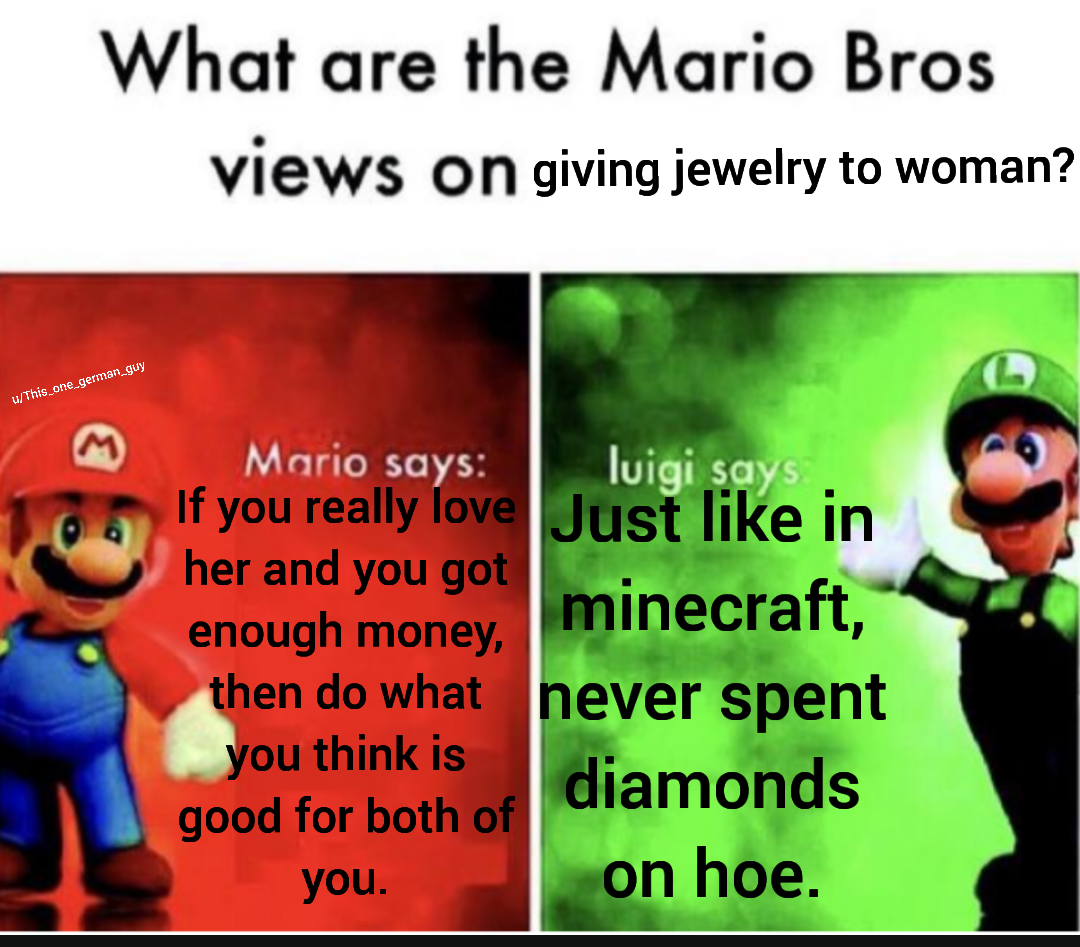 What are the Mario Bros
views on giving jewelry to woman?
u/This_one_german_guy
M
Mario says:
If you really love
her and you got
enough money,
then do what
you think is
good for both of
you.
L
luigi says:
Just like in
minecraft,
never spent
diamonds
on hoe.